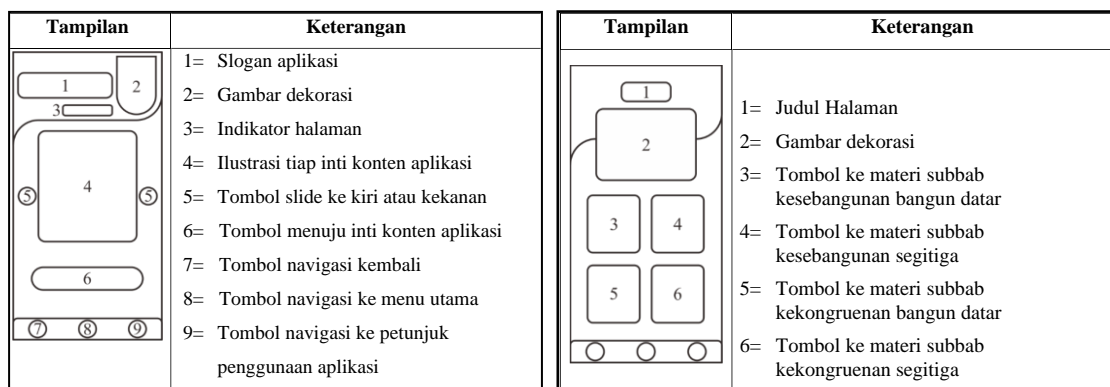 Tampilan Keterangan
1
2
3
4
5 5
6
7 8 9
1= Slogan aplikasi
2= Gambar dekorasi
3= Indikator halaman
4= Ilustrasi tiap inti konten aplikasi
5= Tombol slide ke kiri atau kekanan
6= Tombol menuju inti konten aplikasi
7= Tombol navigasi kembali
8= Tombol navigasi ke menu utama
9= Tombol navigasi ke petunjuk
penggunaan aplikasi
Tampilan Keterangan
1
2
3 4
5 6
1= Judul Halaman
2= Gambar dekorasi
3= Tombol ke materi subbab
kesebangunan bangun datar
4= Tombol ke materi subbab
kesebangunan segitiga
5= Tombol ke materi subbab
kekongruenan bangun datar
6= Tombol ke materi subbab
kekongruenan segitiga